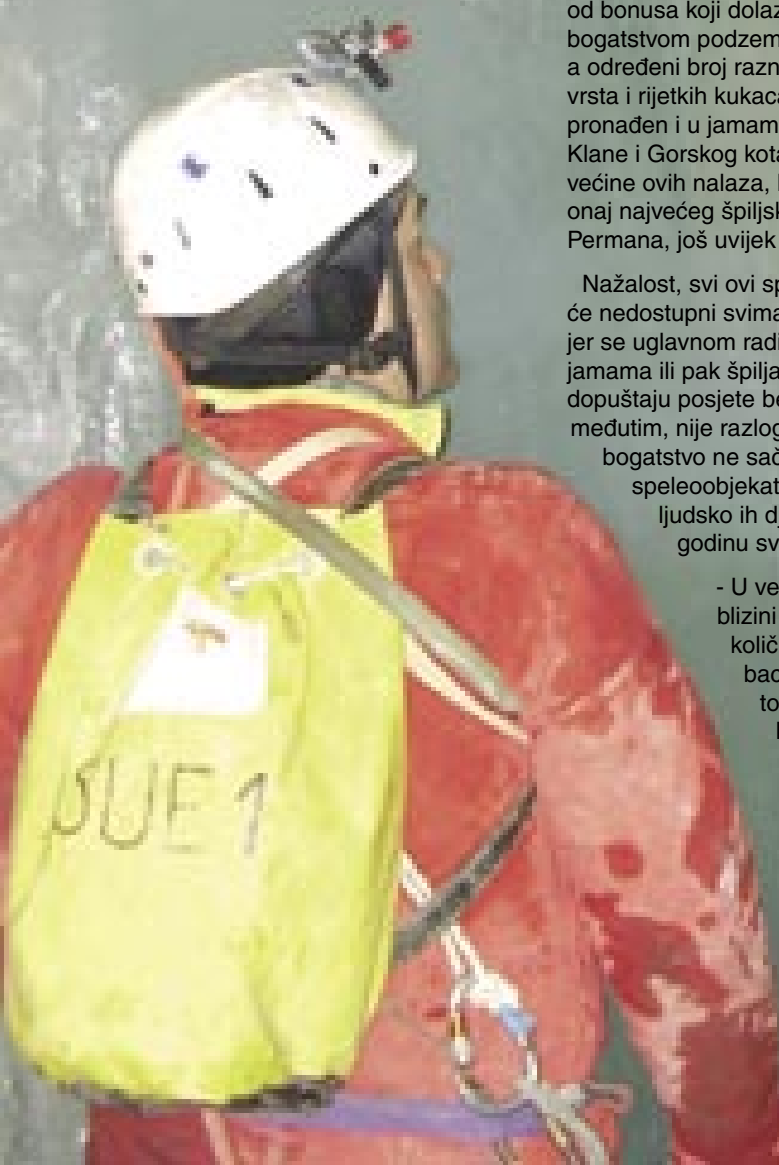 od bonusa koji dolaz
bogatstvom podzem
a određeni broj razn
vrsta i rijetkih kukaca
pronađen i u jamam
Klane i Gorskog kota
većine ovih nalaza,
onaj najvećeg špiljsk
Permana, još uvijek
Nažalost, svi ovi sp
će nedostupni svima
jer se uglavnom radi
jamama ili pak špilja
dopuštaju posjete be
međutim, nije razlog
bogatstvo ne sač
speleoobjekat
ljudsko ih dj
godinu sv
- U ve
blizini
količ
bac
to
SUE 1